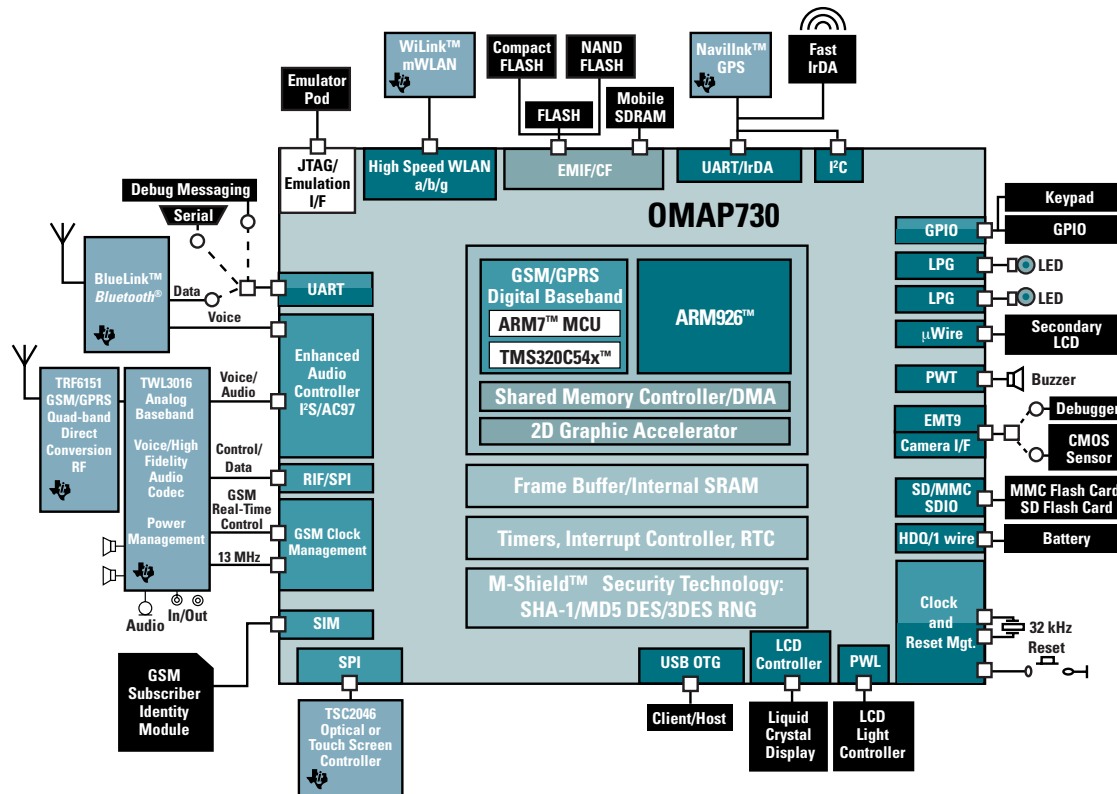 WiLink™
mWLAN
Compact
FLASH
NAND
FLASH
NaviIInk™
GPS
Fast
IrDA
Emulator
Pod
FLASH
Mobile
SDRAM
JTAG/
Emulation
I/F
High Speed WLAN
a/b/g
EMIF/CF
UART/IrDA
I²C
OMAP730
Debug Messaging
Serial
BlueLink™
Bluetooth®
Data
Voice
UART
Enhanced
Audio
Controller
I²S/AC97
TRF6151
GSM/GPRS
Quad-band
Direct
Conversion
RF
TWL3016
Analog
Baseband
Voice/High
Fidelity
Audio
Codec
Power
Management
Voice/
Audio
Control/
Data
GSM
Real-Time
Control
13 MHz
RIF/SPI
GSM Clock
Management
Audio
In/Out
SIM
GSM
Subscriber
Identity
Module
SPI
TSC2046
Optical or
Touch Screen
Controller
GSM/GPRS
Digital Baseband
ARM7™ MCU
TMS320C54x™
ARM926™
Shared Memory Controller/DMA
2D Graphic Accelerator
Frame Buffer/Internal SRAM
Timers, Interrupt Controller, RTC
M-Shield™ Security Technology:
SHA-1/MD5 DES/3DES RNG
GPIO
Keypad
GPIO
LPG
LED
LPG
LED
µWire
Secondary
LCD
PWT
Buzzer
EMT9
Camera I/F
Debugger
CMOS
Sensor
SD/MMC
SDIO
MMC Flash Card
SD Flash Card
HDQ/1 wire
Battery
Clock
and
Reset Mgt.
32 kHz
Reset
USB OTG
Client/Host
LCD
Controller
Liquid
Crystal
Display
PWL
LCD
Light
Controller